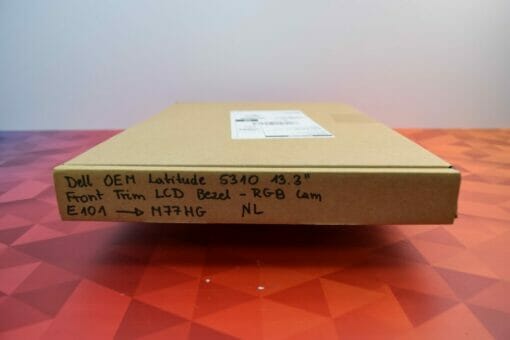 Dell OEM Latitude 5310 13.3"
Front Trim LCD Bezel - RGB Cam
E101 → M77HG NL